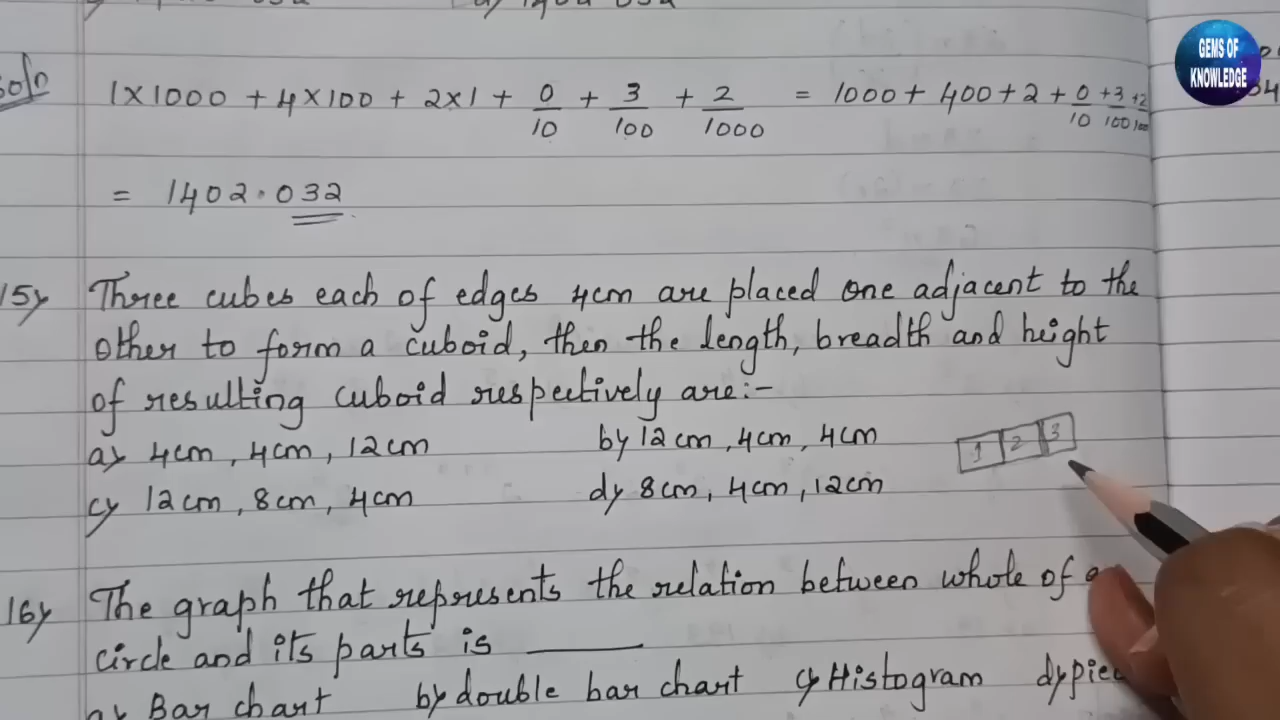 Soln
1x1000 + 4x100 + 2x1 + 0/10 + 3/100 + 2/1000 = 1000 + 400 + 2 + 0/10 + 3/100 + 2/100
= 1402.032
15) Three cubes each of edges 4cm are placed one adjacent to the
other to form a cuboid, then the length, breadth and height
of resulting cuboid respectively are:-
a) 4cm, 4cm, 12cm b) 12cm, 4cm, 4cm
1 2 3
c) 12cm, 8cm, 4cm d) 8cm, 4cm, 12cm
16) The graph that represents the relation between whole of a
circle and its parts is ______
a) Bar chart b) double bar chart c) Histogram d)
GEMS OF
KNOWLEDGE